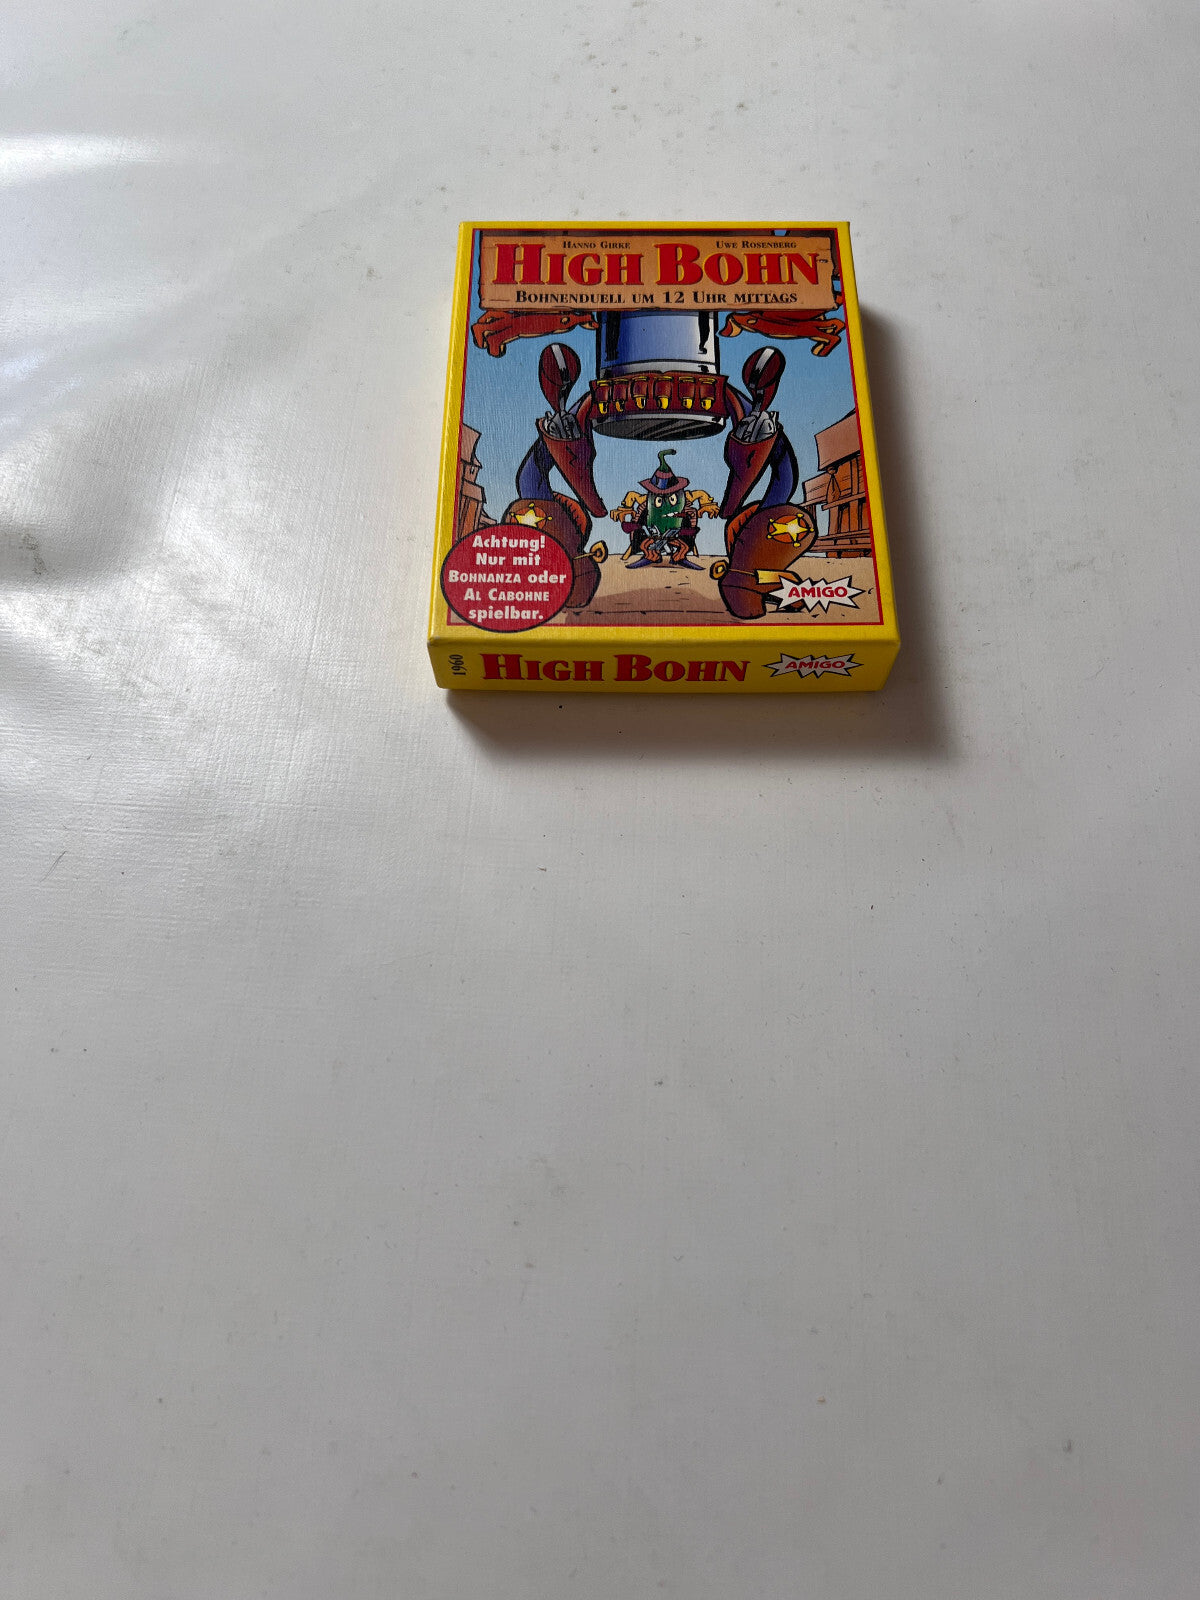 Hanno Girke Uwe Rosenberg
High Bohn
Bohnenduell um 12 Uhr mittags
Achtung!
Nur mit
Bohnanza oder
Al Cabohne
spielbar.
AMIGO
1960
High Bohn
AMIGO